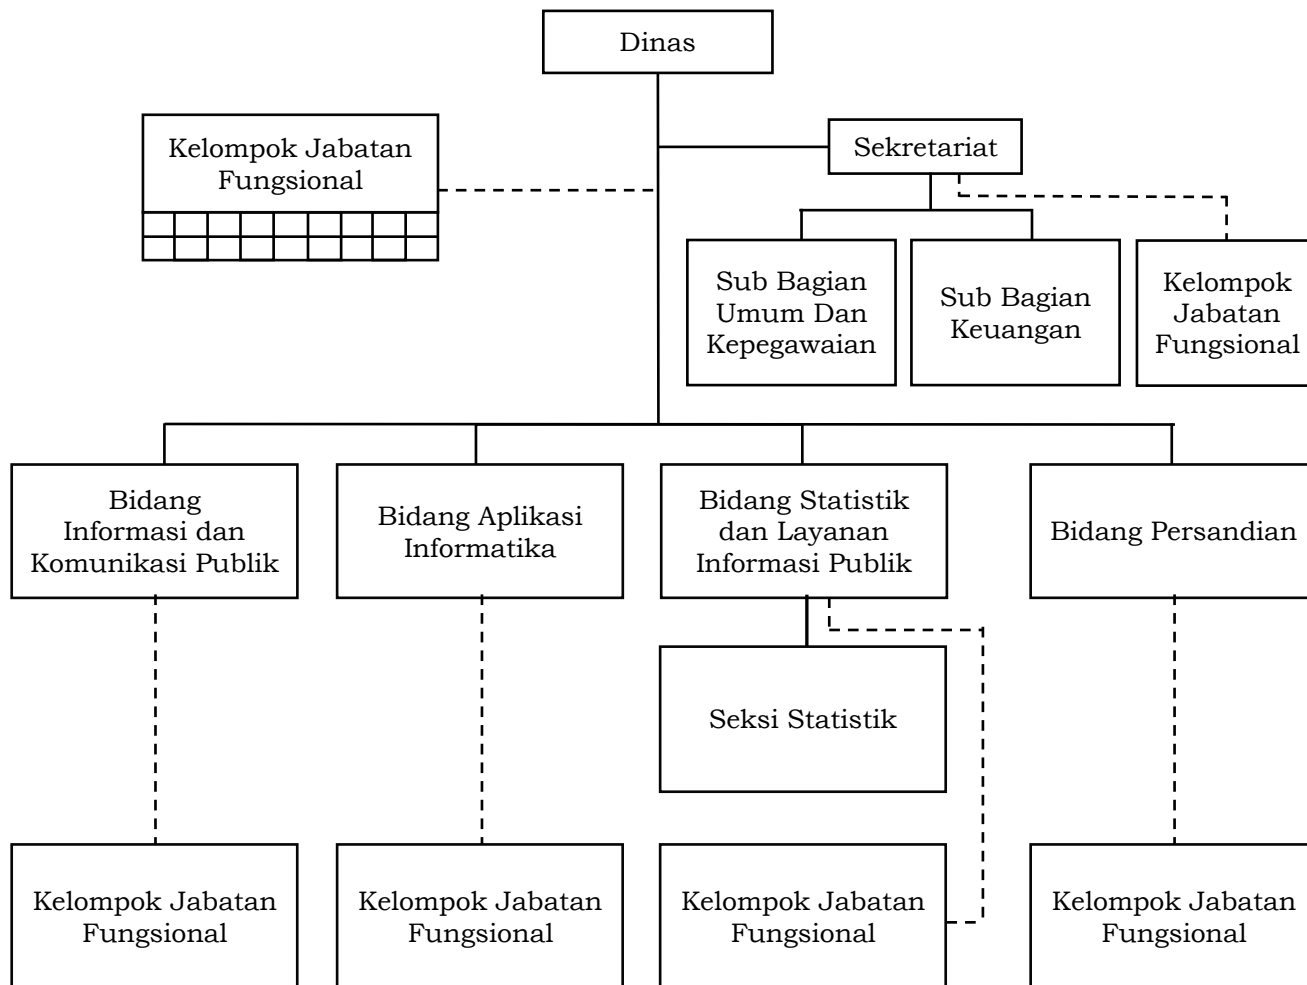 Dinas
Kelompok Jabatan
Fungsional
Sekretariat
Sub Bagian
Umum Dan
Kepegawaian
Sub Bagian
Keuangan
Kelompok
Jabatan
Fungsional
Bidang
Informasi dan
Komunikasi Publik
Bidang Aplikasi
Informatika
Bidang Statistik
dan Layanan
Informasi Publik
Bidang Persandian
Seksi Statistik
Kelompok Jabatan
Fungsional
Kelompok Jabatan
Fungsional
Kelompok Jabatan
Fungsional
Kelompok Jabatan
Fungsional